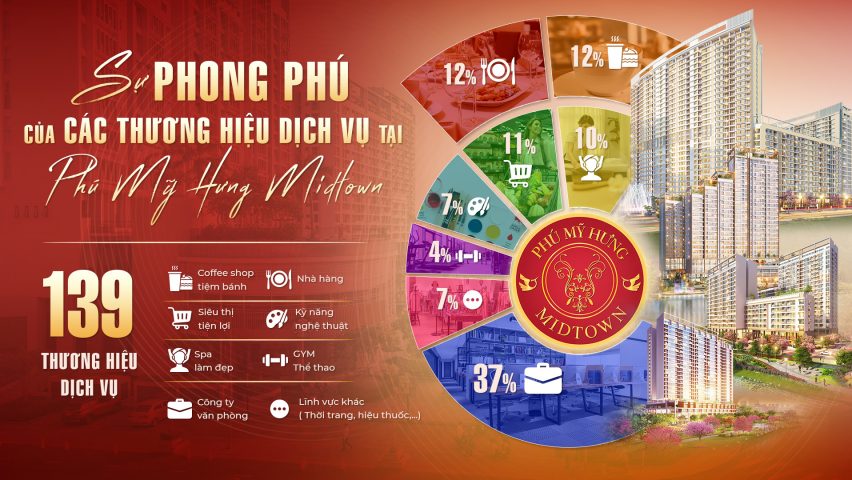 Sự PHONG PHÚ
CỦA CÁC THƯƠNG HIỆU DỊCH VỤ TẠI
Phú Mỹ Hưng Midtown
139
THƯƠNG HIỆU
DỊCH VỤ
Coffee shop
tiệm bánh
Nhà hàng
Siêu thị
tiện lợi
Kỹ năng
nghệ thuật
Spa
làm đẹp
GYM
Thể thao
Công ty
văn phòng
Lĩnh vực khác
( Thời trang, hiệu thuốc,...)
12%
12%
11%
10%
7%
4%
7%
37%
PHÚ MỸ HƯNG
MIDTOWN